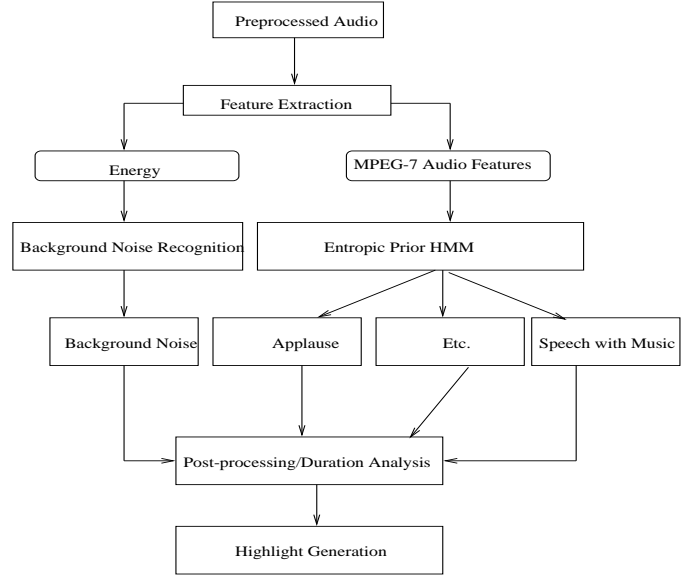 Preprocessed Audio
Feature Extraction
Energy
MPEG-7 Audio Features
Background Noise Recognition
Entropic Prior HMM
Background Noise
Applause
Etc.
Speech with Music
Post-processing/Duration Analysis
Highlight Generation